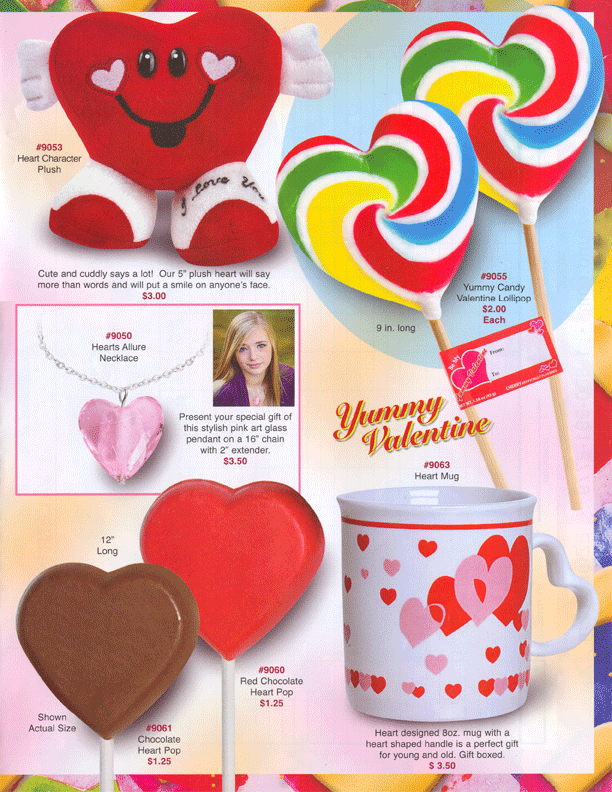 #9053
Heart Character
Plush
I Love You
Cute and cuddly says a lot! Our 5" plush heart will say
more than words and will put a smile on anyone's face.
$3.00
#9055
Yummy Candy
Valentine Lollipop
$2.00
Each
9 in. long
Be My
Yummy Valentine
From:
To:
#9050
Hearts Allure
Necklace
Present your special gift of
this stylish pink art glass
pendant on a 16" chain
with 2" extender.
$3.50
Yummy
Valentine
#9063
Heart Mug
12"
Long
#9060
Red Chocolate
Heart Pop
$1.25
Shown
Actual Size
#9061
Chocolate
Heart Pop
$1.25
Heart designed 8oz. mug with a
heart shaped handle is a perfect gift
for young and old. Gift boxed.
$ 3.50